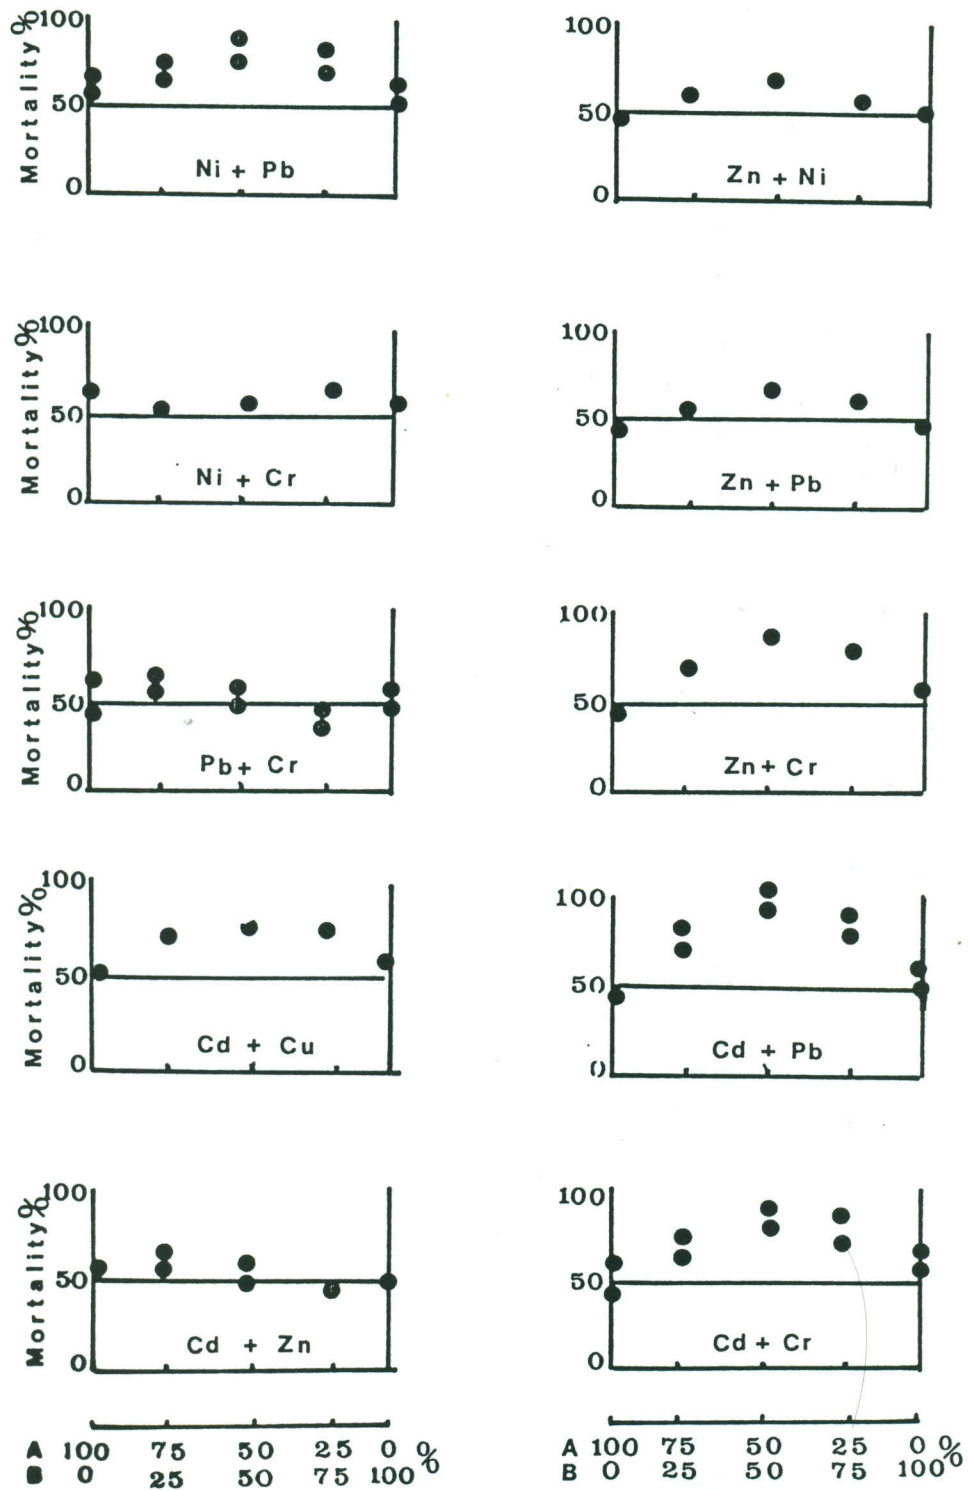 Mortality%
100
50
0
Ni + Pb
100
50
0
Zn + Ni
Mortality%
100
50
0
Ni + Cr
100
50
0
Zn + Pb
Mortality%
100
50
0
Pb + Cr
100
50
0
Zn + Cr
Mortality%
100
50
0
Cd + Cu
100
50
0
Cd + Pb
Mortality%
100
50
0
Cd + Zn
100
50
0
Cd + Cr
A 100 75 50 25 0 %
B 0 25 50 75 100%
A 100 75 50 25 0 %
B 0 25 50 75 100%